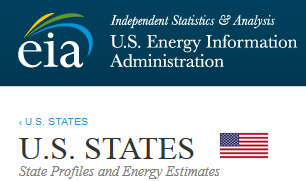 eia
Independent Statistics & Analysis
U.S. Energy Information
Administration
‹ U.S. STATES
U.S. STATES
State Profiles and Energy Estimates